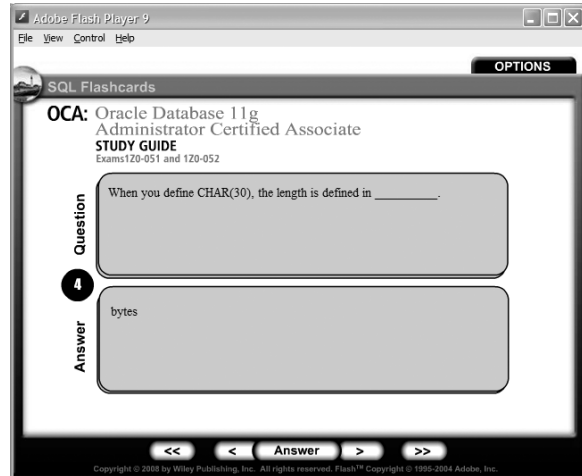 Adobe Flash Player 9
File View Control Help
OPTIONS
SQL Flashcards
OCA: Oracle Database 11g
Administrator Certified Associate
STUDY GUIDE
Exams1Z0-051 and 1Z0-052
Question
When you define CHAR(30), the length is defined in __________.
4
Answer
bytes
<< < Answer > >>
Copyright © 2008 by Wiley Publishing, Inc. All rights reserved. Flash™ Copyright © 1995-2004 Adobe, Inc.